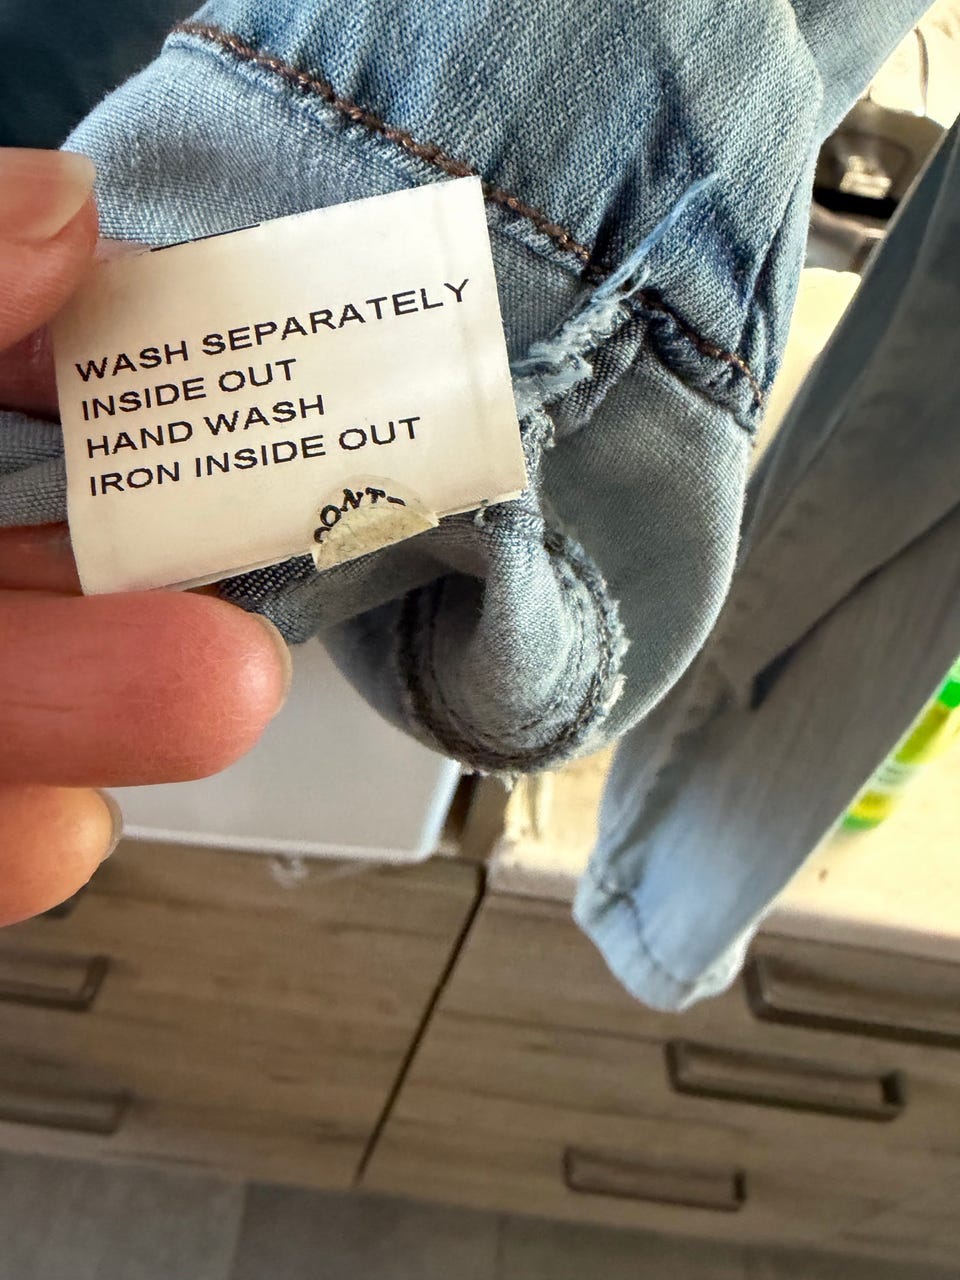 WASH SEPARATELY
INSIDE OUT
HAND WASH
IRON INSIDE OUT